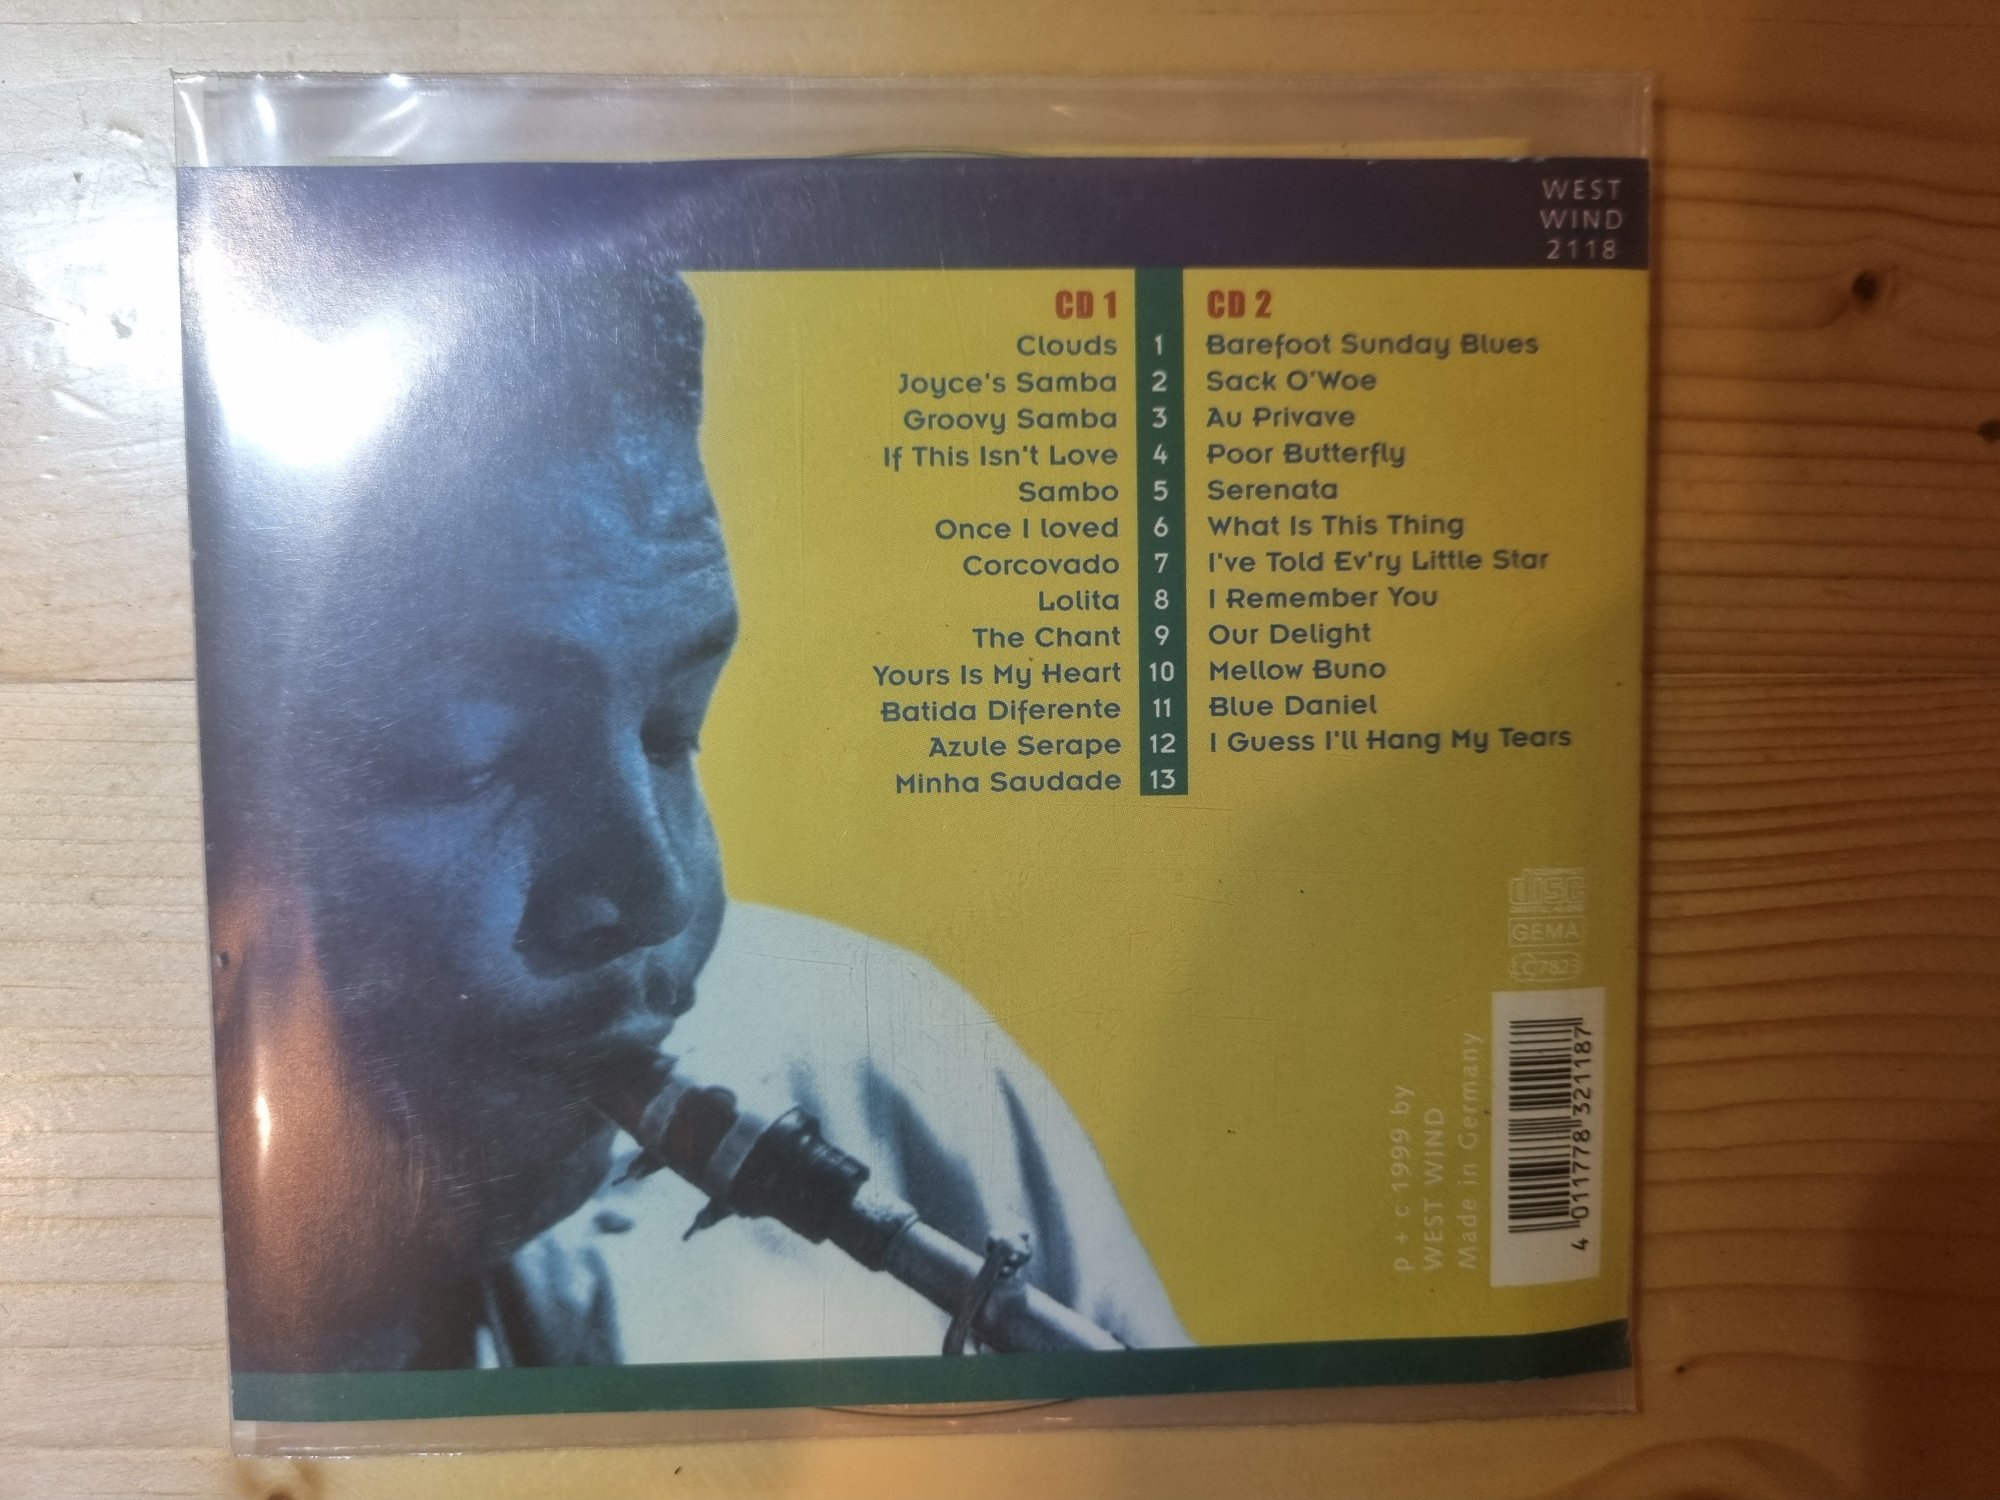 WEST
WIND
2118
CD 1
Clouds 1
Joyce's Samba 2
Groovy Samba 3
If This Isn't Love 4
Sambo 5
Once I loved 6
Corcovado 7
Lolita 8
The Chant 9
Yours Is My Heart 10
Batida Diferente 11
Azule Serape 12
Minha Saudade 13
CD 2
Barefoot Sunday Blues
Sack O'Woe
Au Privave
Poor Butterfly
Serenata
What Is This Thing
I've Told Ev'ry Little Star
I Remember You
Our Delight
Mellow Buno
Blue Daniel
I Guess I'll Hang My Tears
disc
GEMA
p + c 1999 by
WEST WIND
Made in Germany
4 011778 321187